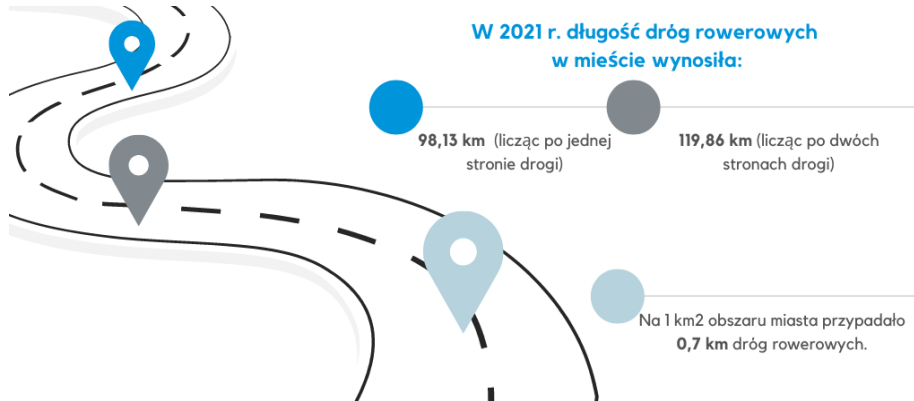 W 2021 r. długość dróg rowerowych
w mieście wynosiła:
98,13 km (licząc po jednej
stronie drogi)
119,86 km (licząc po dwóch
stronach drogi)
Na 1 km2 obszaru miasta przypadało
0,7 km dróg rowerowych.